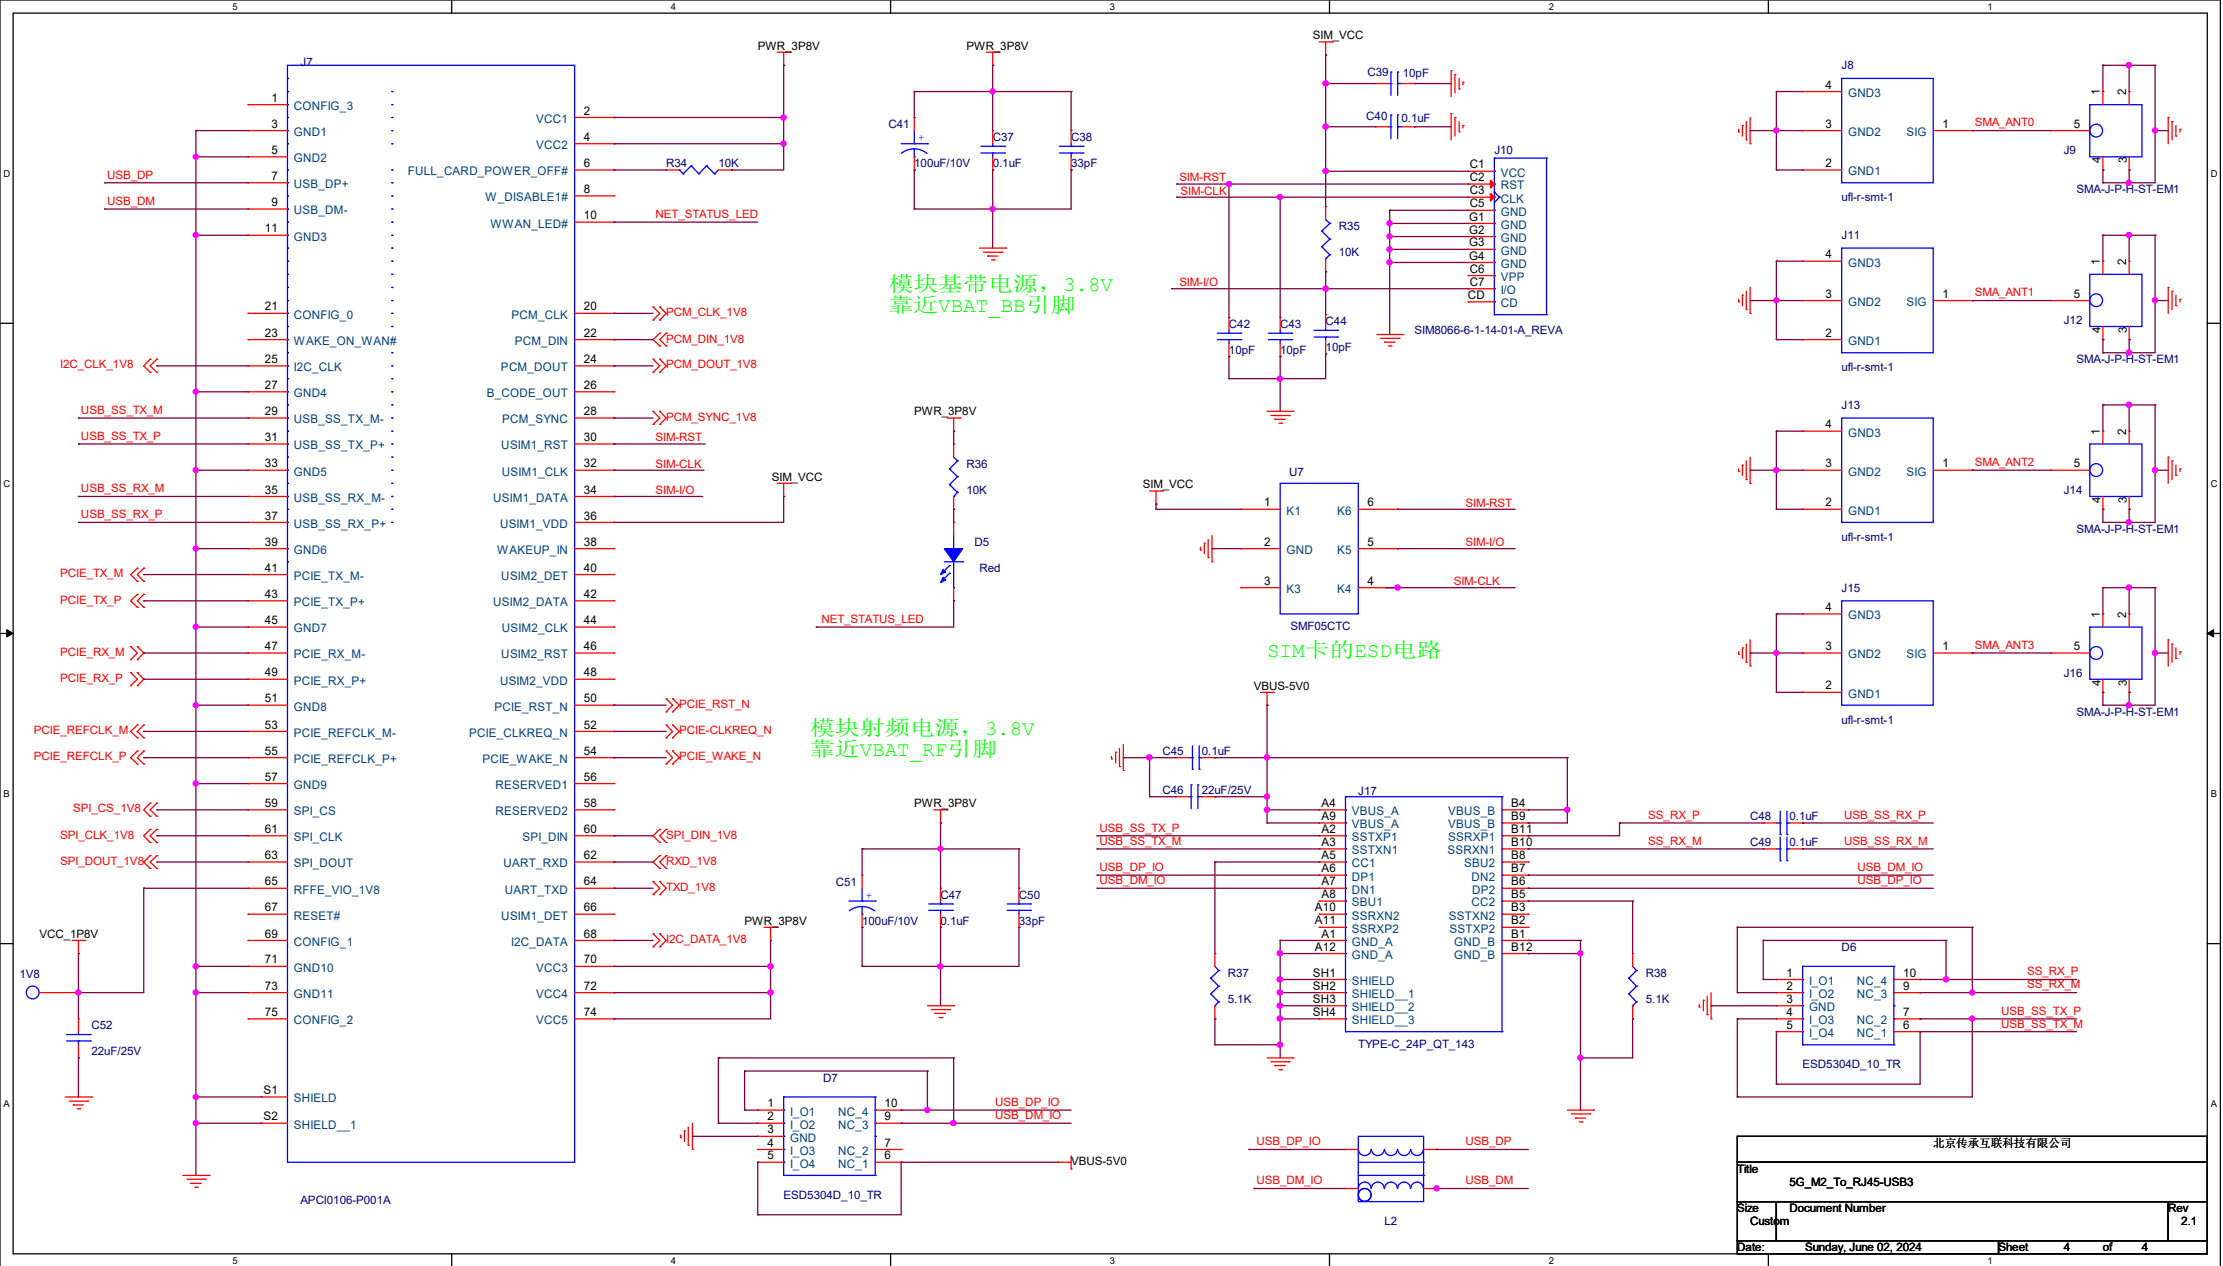 5 4 3 2 1
D
C
B
A
J7
1 CONFIG_3
3 GND1
5 GND2
USB_DP 7 USB_DP+
USB_DM 9 USB_DM-
11 GND3
21 CONFIG_0
23 WAKE_ON_WAN#
I2C_CLK_1V8 25 I2C_CLK
27 GND4
USB_SS_TX_M 29 USB_SS_TX_M-
USB_SS_TX_P 31 USB_SS_TX_P+
33 GND5
USB_SS_RX_M 35 USB_SS_RX_M-
USB_SS_RX_P 37 USB_SS_RX_P+
39 GND6
PCIE_TX_M 41 PCIE_TX_M-
PCIE_TX_P 43 PCIE_TX_P+
45 GND7
PCIE_RX_M 47 PCIE_RX_M-
PCIE_RX_P 49 PCIE_RX_P+
51 GND8
PCIE_REFCLK_M 53 PCIE_REFCLK_M-
PCIE_REFCLK_P 55 PCIE_REFCLK_P+
57 GND9
SPI_CS_1V8 59 SPI_CS
SPI_CLK_1V8 61 SPI_CLK
SPI_DOUT_1V8 63 SPI_DOUT
65 RFFE_VIO_1V8
67 RESET#
69 CONFIG_1
71 GND10
73 GND11
75 CONFIG_2
S1 SHIELD
S2 SHIELD__1
APCI0106-P001A
VCC_1P8V
1V8
C52
22uF/25V
PWR_3P8V
VCC1 2
VCC2 4
FULL_CARD_POWER_OFF# 6 R34 10K
W_DISABLE1# 8
WWAN_LED# 10 NET_STATUS_LED
PCM_CLK 20 PCM_CLK_1V8
PCM_DIN 22 PCM_DIN_1V8
PCM_DOUT 24 PCM_DOUT_1V8
B_CODE_OUT 26
PCM_SYNC 28 PCM_SYNC_1V8
USIM1_RST 30 SIM-RST
USIM1_CLK 32 SIM-CLK
USIM1_DATA 34 SIM-I/O
USIM1_VDD 36 SIM_VCC
WAKEUP_IN 38
USIM2_DET 40
USIM2_DATA 42
USIM2_CLK 44
USIM2_RST 46
USIM2_VDD 48
PCIE_RST_N 50 PCIE_RST_N
PCIE_CLKREQ_N 52 PCIE-CLKREQ_N
PCIE_WAKE_N 54 PCIE_WAKE_N
RESERVED1 56
RESERVED2 58
SPI_DIN 60 SPI_DIN_1V8
UART_RXD 62 RXD_1V8
UART_TXD 64 TXD_1V8
USIM1_DET 66
I2C_DATA 68 I2C_DATA_1V8
VCC3 70
VCC4 72
VCC5 74
PWR_3P8V
PWR_3P8V
C41 C37 C38
100uF/10V 0.1uF 33pF
模块基带电源，3.8V
靠近VBAT_BB引脚
PWR_3P8V
R36
10K
D5
Red
NET_STATUS_LED
模块射频电源，3.8V
靠近VBAT_RF引脚
PWR_3P8V
C51 C47 C50
100uF/10V 0.1uF 33pF
D7
1 I_O1 NC_4 10 USB_DP_IO
2 I_O2 NC_3 9 USB_DM_IO
3 GND
4 I_O3 NC_2 7
5 I_O4 NC_1 6 VBUS-5V0
ESD5304D_10_TR
SIM_VCC
C39 10pF
C40 0.1uF
J10
C1 VCC
SIM-RST C2 RST
SIM-CLK C3 CLK
C5 GND
G1 GND
G2 GND
G3 GND
G4 GND
C6 VPP
SIM-I/O C7 I/O
CD CD
SIM8066-6-1-14-01-A_REVA
R35
10K
C42 C43 C44
10pF 10pF 10pF
U7
SIM_VCC 1 K1 K6 6 SIM-RST
2 GND K5 5 SIM-I/O
3 K3 K4 4 SIM-CLK
SMF05CTC
SIM卡的ESD电路
VBUS-5V0
C45 0.1uF
C46 22uF/25V
J17
A4 VBUS_A VBUS_B B4
A9 VBUS_A VBUS_B B9
USB_SS_TX_P A2 SSTXP1 SSRXP1 B11 SS_RX_P C48 0.1uF USB_SS_RX_P
USB_SS_TX_M A3 SSTXN1 SSRXN1 B10 SS_RX_M C49 0.1uF USB_SS_RX_M
A5 CC1 SBU2 B8
USB_DP_IO A6 DP1 DN2 B7 USB_DM_IO
USB_DM_IO A7 DN1 DP2 B6 USB_DP_IO
A8 SBU1 CC2 B5
A10 SSRXN2 SSTXN2 B3
A11 SSRXP2 SSTXP2 B2
A1 GND_A GND_B B1
A12 GND_A GND_B B12
SH1 SHIELD
SH2 SHIELD__1
SH3 SHIELD__2
SH4 SHIELD__3
TYPE-C_24P_QT_143
R37
5.1K
R38
5.1K
USB_DP_IO USB_DP
USB_DM_IO USB_DM
L2
J8
4 GND3
3 GND2 SIG 1 SMA_ANT0 5
2 GND1
ufl-r-smt-1
1 2
J9
4 3
SMA-J-P-H-ST-EM1
J11
4 GND3
3 GND2 SIG 1 SMA_ANT1 5
2 GND1
ufl-r-smt-1
1 2
J12
4 3
SMA-J-P-H-ST-EM1
J13
4 GND3
3 GND2 SIG 1 SMA_ANT2 5
2 GND1
ufl-r-smt-1
1 2
J14
4 3
SMA-J-P-H-ST-EM1
J15
4 GND3
3 GND2 SIG 1 SMA_ANT3 5
2 GND1
ufl-r-smt-1
1 2
J16
4 3
SMA-J-P-H-ST-EM1
D6
1 I_O1 NC_4 10 SS_RX_P
2 I_O2 NC_3 9 SS_RX_M
3 GND
4 I_O3 NC_2 7 USB_SS_TX_P
5 I_O4 NC_1 6 USB_SS_TX_M
ESD5304D_10_TR
北京传承互联科技有限公司
Title
5G_M2_To_RJ45-USB3
Size Document Number Rev
Custom 2.1
Date: Sunday, June 02, 2024 Sheet 4 of 4
D
C
B
A
5 4 3 2 1